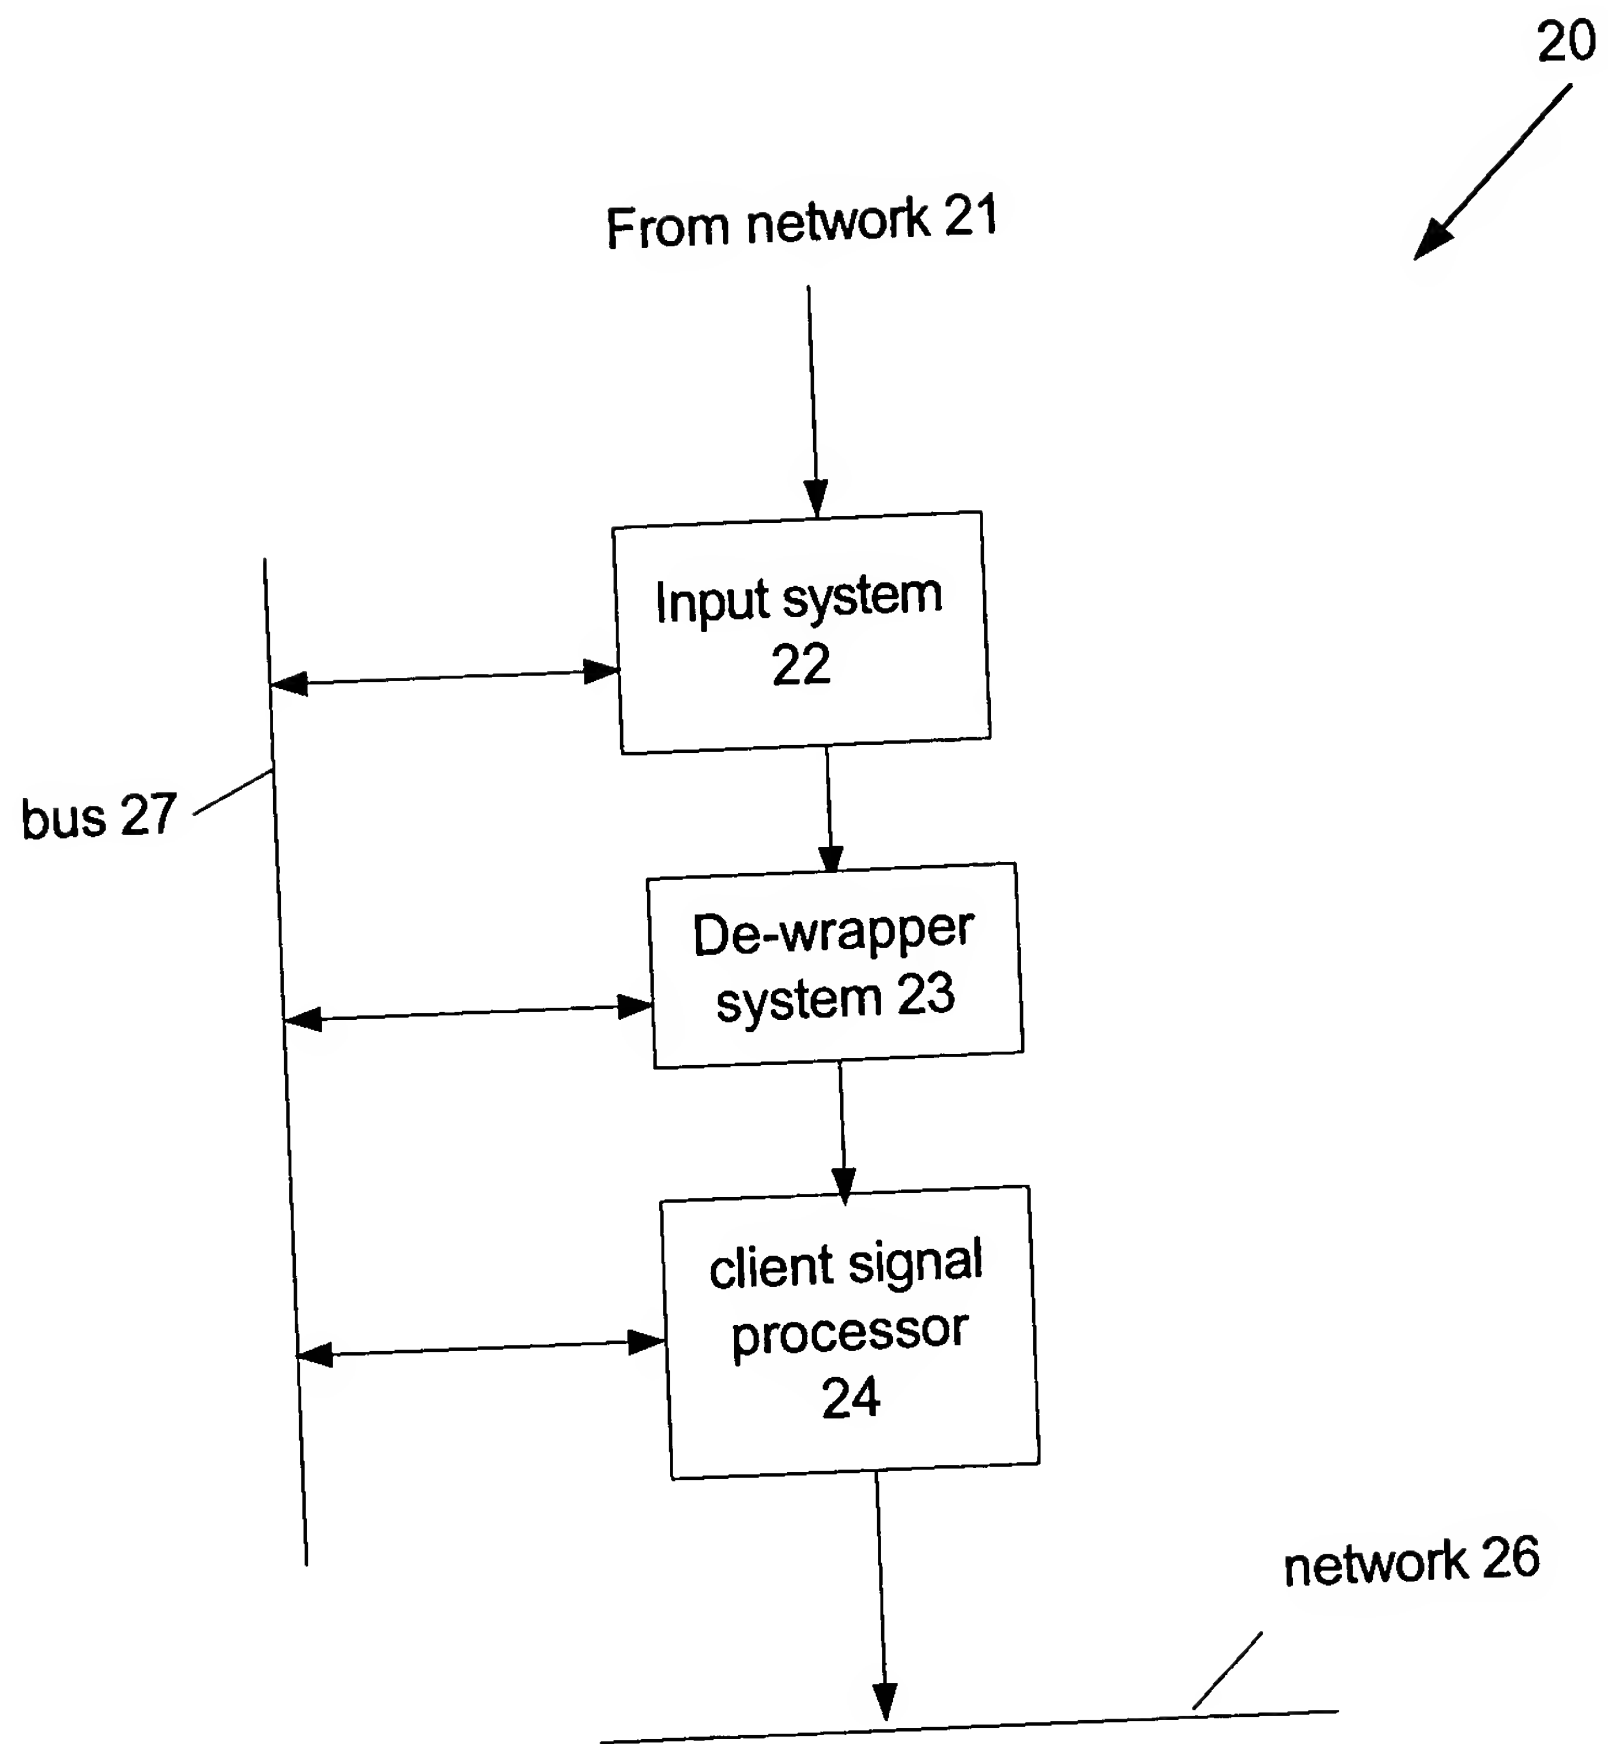 20
From network 21
Input system
22
bus 27
De-wrapper
system 23
client signal
processor
24
network 26